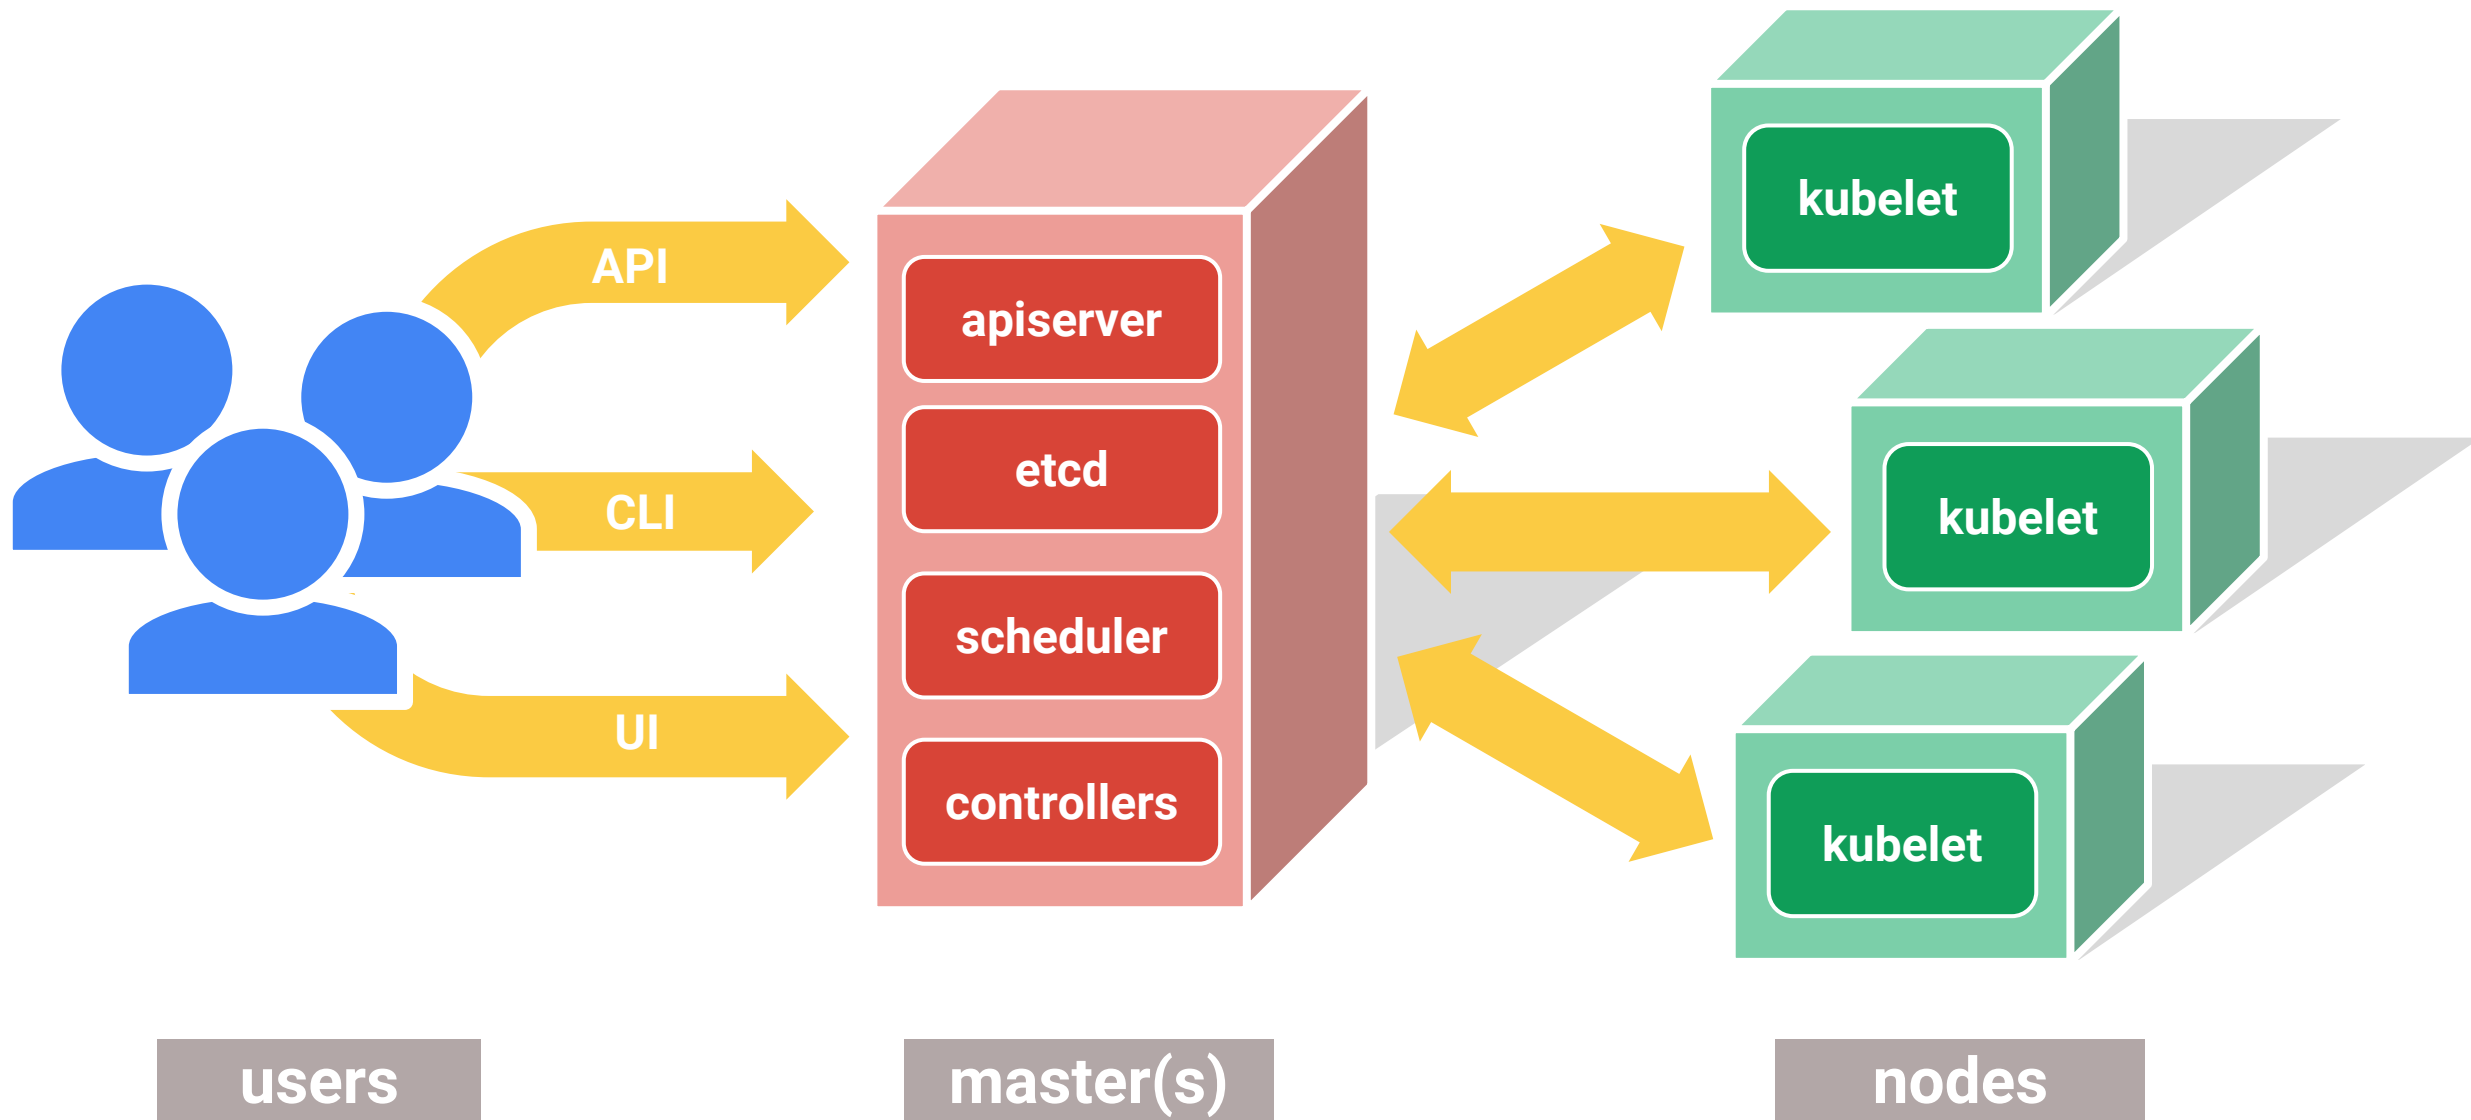 API
CLI
UI
apiserver
etcd
scheduler
controllers
kubelet
kubelet
kubelet
users
master(s)
nodes